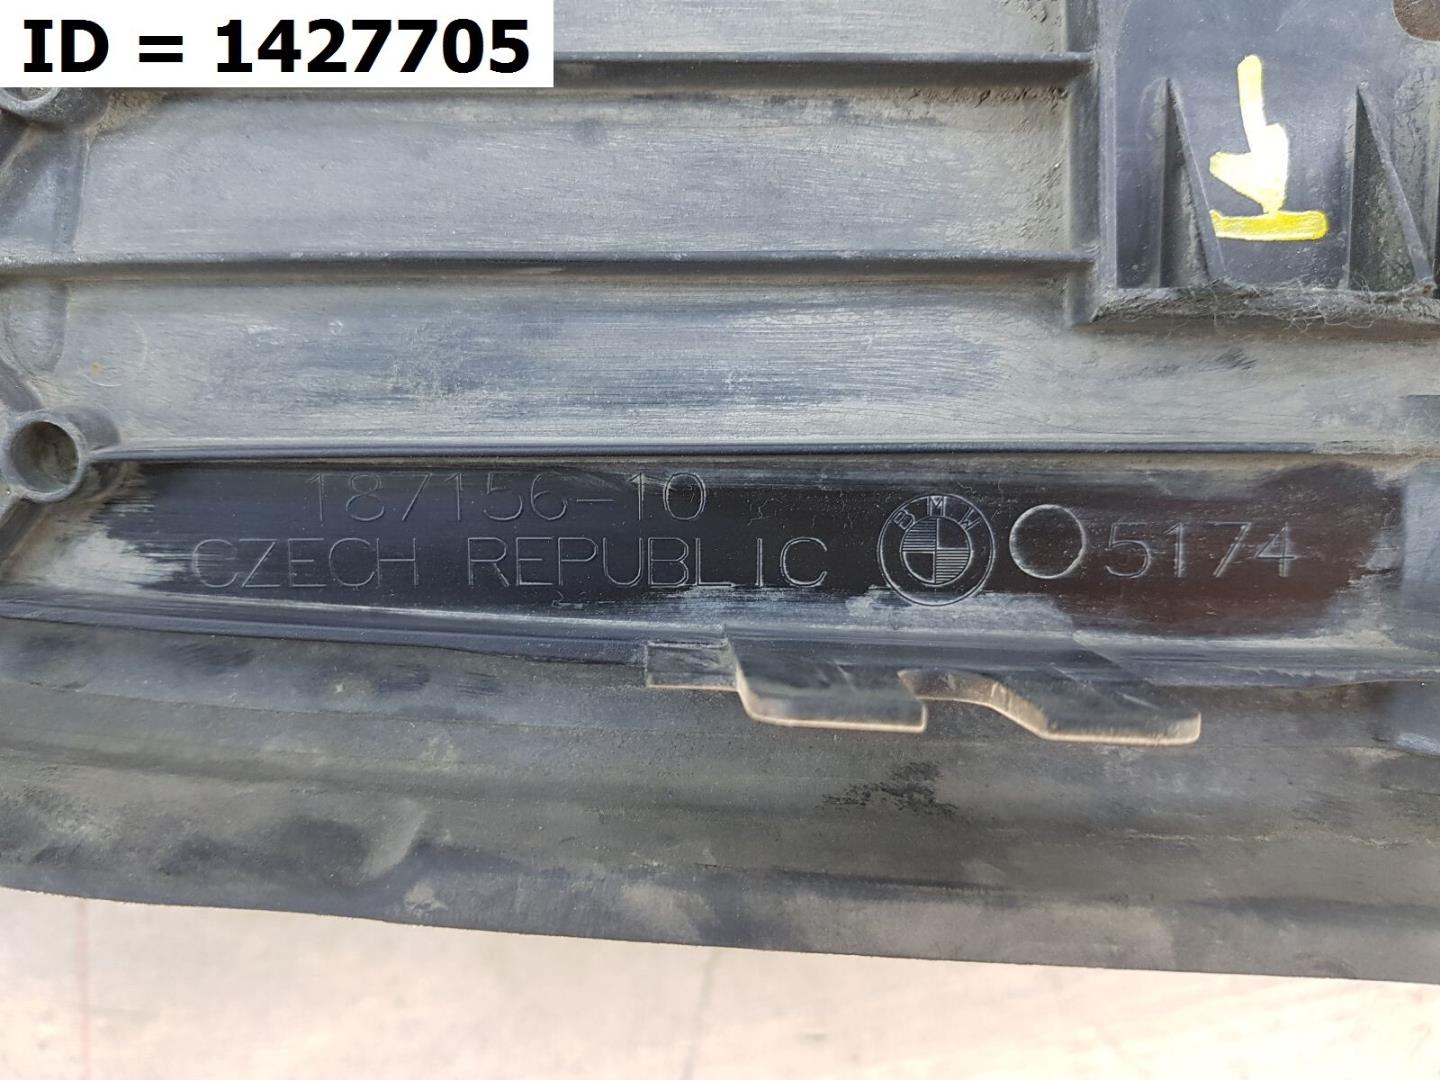 ID = 1427705
187156-10
CZECH REPUBLIC BMW 5174